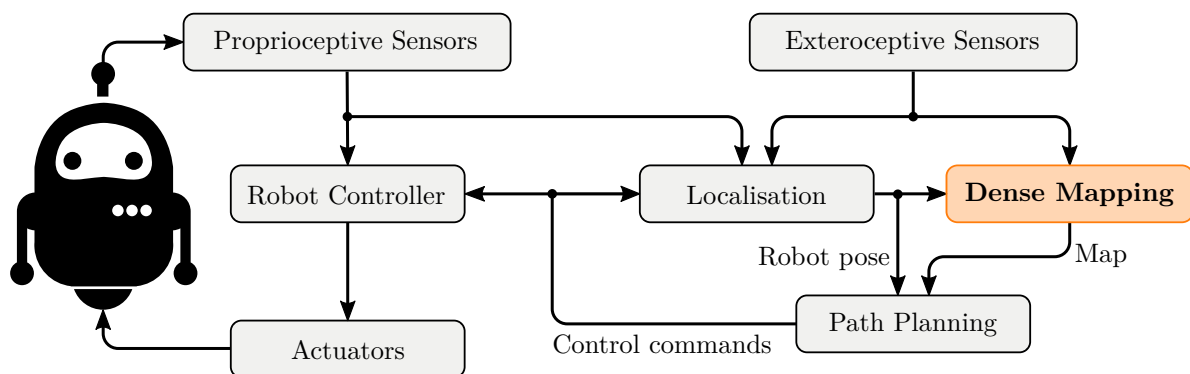 Proprioceptive Sensors
Exteroceptive Sensors
Robot Controller
Localisation
Dense Mapping
Robot pose
Map
Path Planning
Control commands
Actuators